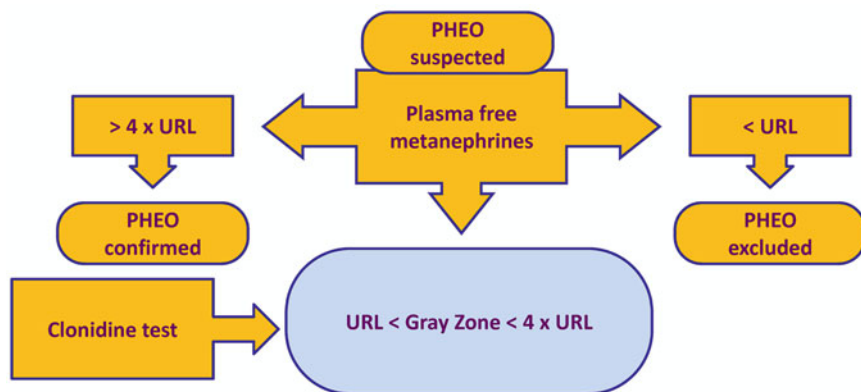 PHEO
suspected
> 4 x URL
Plasma free
metanephrines
< URL
PHEO
confirmed
PHEO
excluded
Clonidine test
URL < Gray Zone < 4 x URL